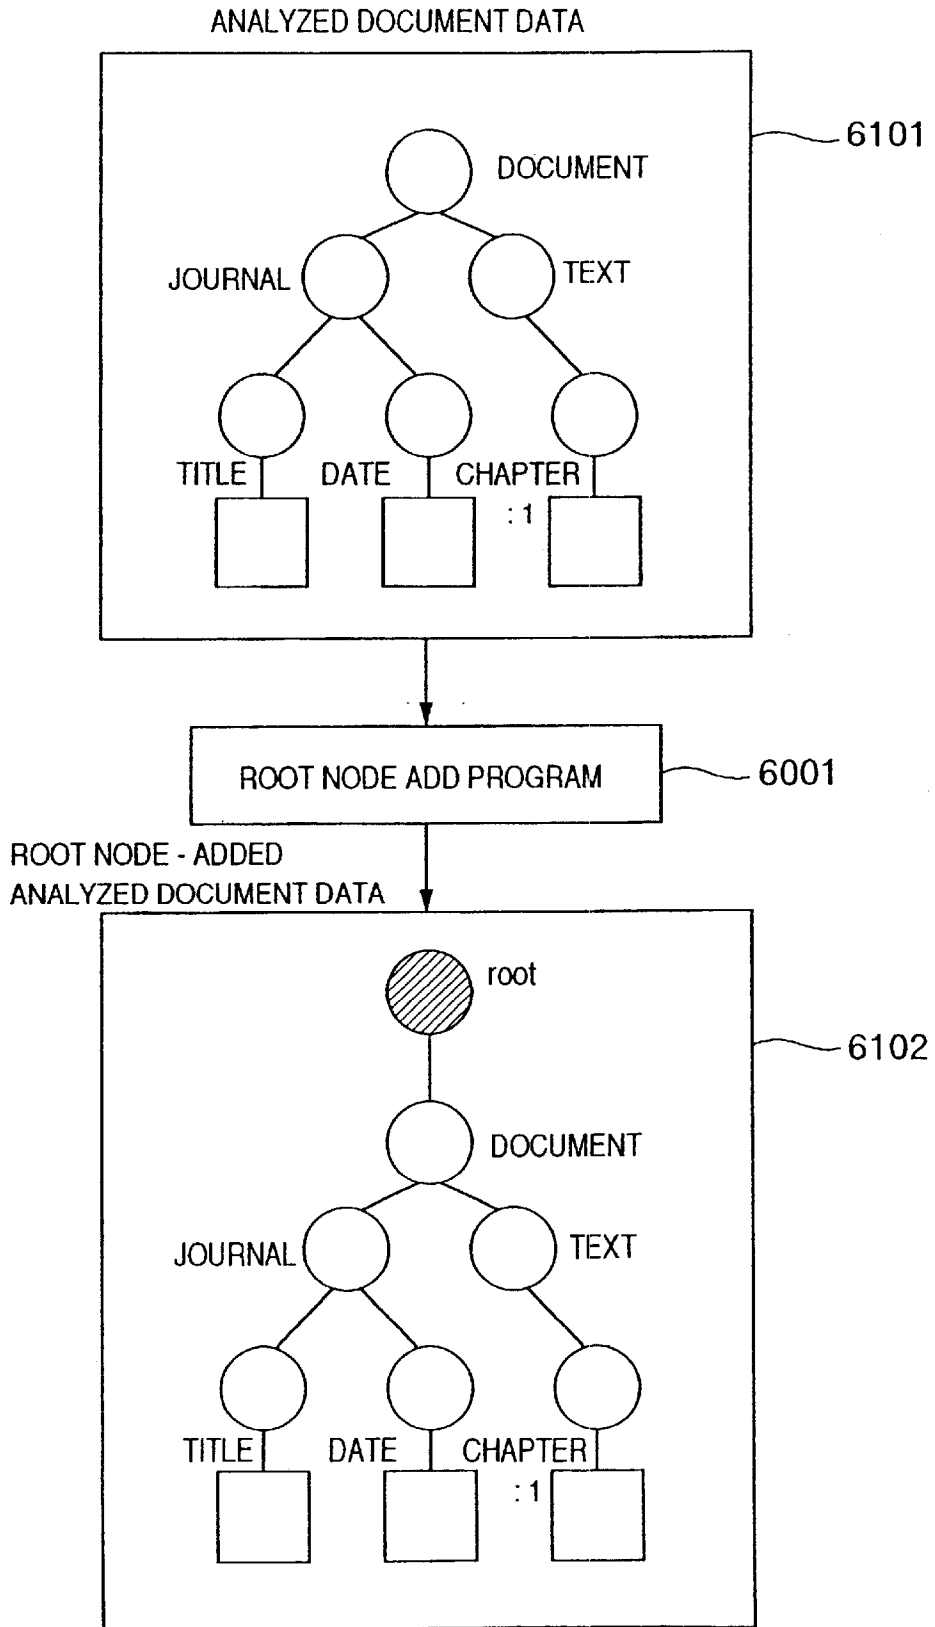 ANALYZED DOCUMENT DATA
6101
DOCUMENT
JOURNAL
TEXT
TITLE
DATE
CHAPTER
: 1
ROOT NODE ADD PROGRAM
6001
ROOT NODE - ADDED
ANALYZED DOCUMENT DATA
root
6102
DOCUMENT
JOURNAL
TEXT
TITLE
DATE
CHAPTER
: 1